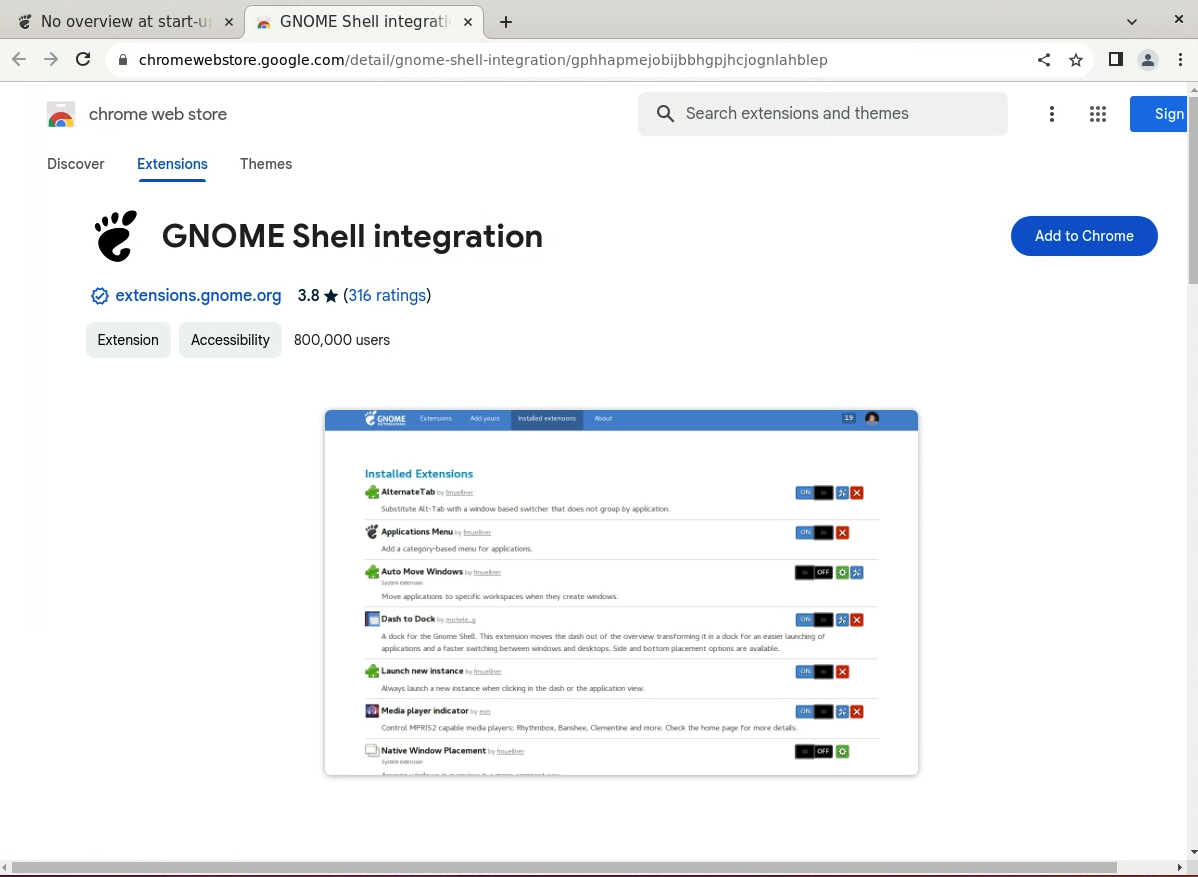 No overview at start-u
GNOME Shell integrati
chromewebstore.google.com/detail/gnome-shell-integration/gphhapmejobijbbhgpjhcjognlahblep
chrome web store
Search extensions and themes
Sign
Discover
Extensions
Themes
GNOME Shell integration
Add to Chrome
extensions.gnome.org
3.8 ★ (316 ratings)
Extension
Accessibility
800,000 users
GNOME
EXTENSIONS
Extensions
Add yours
Installed extensions
About
19
Installed Extensions
AlternateTab by fmuellner
ON
Substitute Alt-Tab with a window based switcher that does not group by application.
Applications Menu by fmuellner
ON
Add a category-based menu for applications.
Auto Move Windows by fmuellner
OFF
System extension
Move applications to specific workspaces when they create windows.
Dash to Dock by michele_g
ON
A dock for the Gnome Shell. This extension moves the dash out of the overview transforming it in a dock for an easier launching of
applications and a faster switching between windows and desktops. Side and bottom placement options are available.
Launch new instance by fmuellner
ON
Always launch a new instance when clicking in the dash or the application view.
Media player indicator by eon
ON
Control MPRIS2 capable media players: Rhythmbox, Banshee, Clementine and more. Check the home page for more details.
Native Window Placement by fmuellner
OFF
System extension